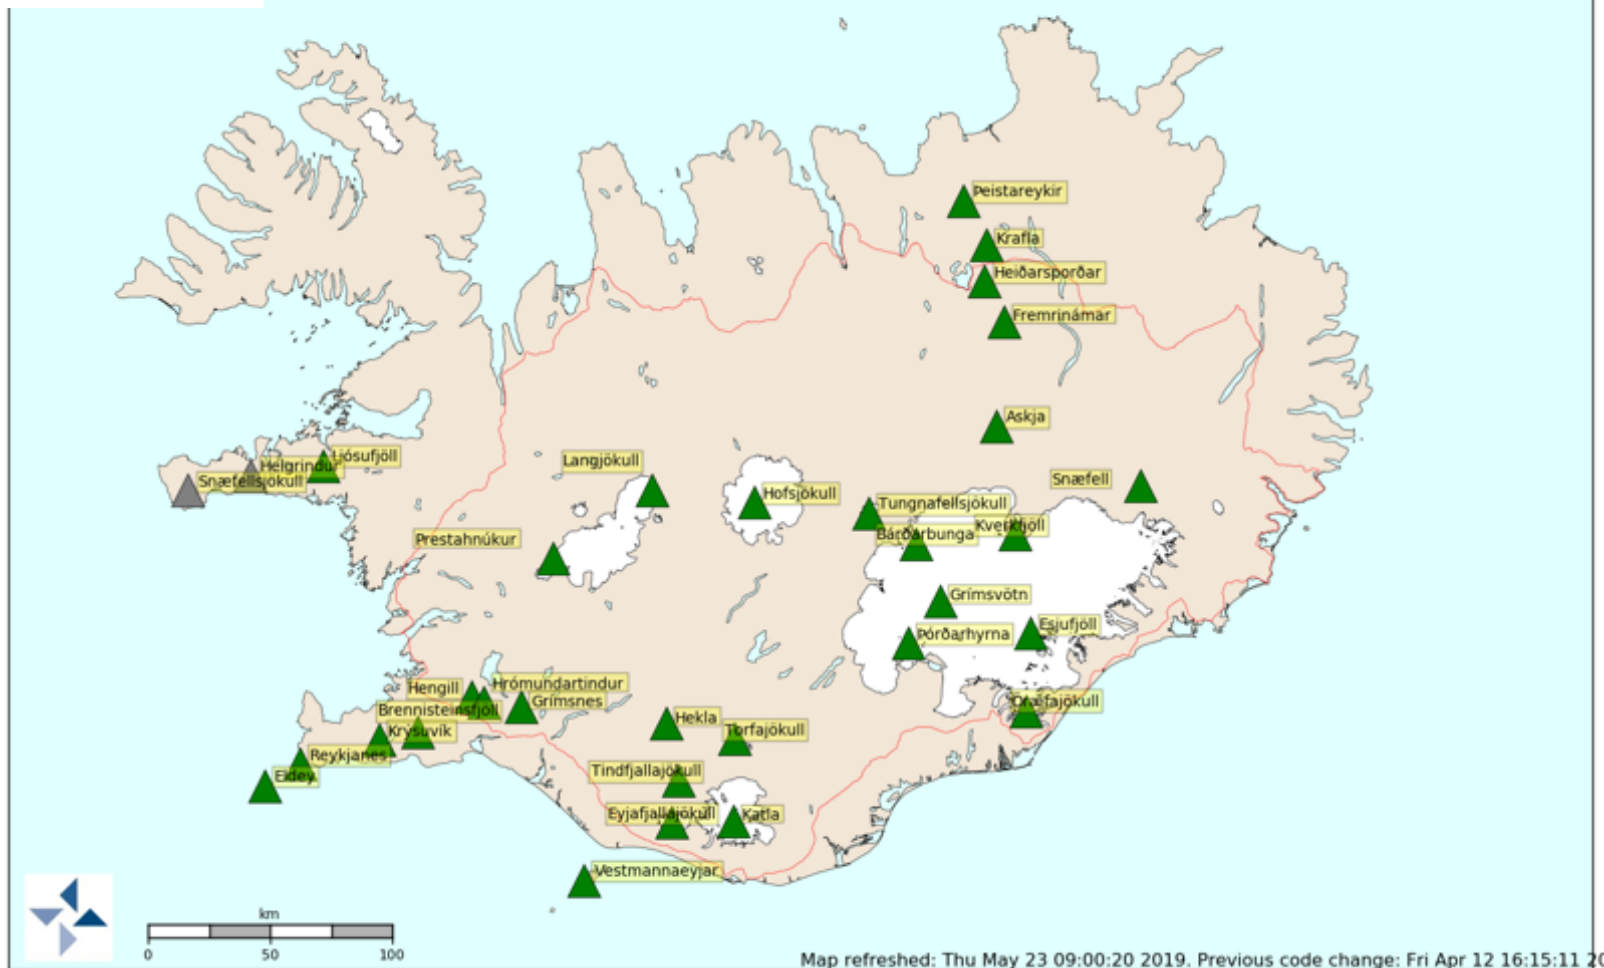 Þeistareykir
Krafla
Heiðarsporðar
Fremrinámar
Askja
Ljósufjöll
Helgrindur
Snæfellsjökull
Langjökull
Hofsjökull
Snæfell
Tungnafellsjökull
Kverkfjöll
Bárðarbunga
Prestahnúkur
Grímsvötn
Esjufjöll
Þórðarhyrna
Hrómundartindur
Hengill
Grímsnes
Öræfajökull
Brennisteinsfjöll
Hekla
Torfajökull
Krýsuvík
Reykjanes
Eldey
Tindfjallajökull
Eyjafjallajökull
Katla
Vestmannaeyjar
km
0 50 100
Map refreshed: Thu May 23 09:00:20 2019. Previous code change: Fri Apr 12 16:15:11 20